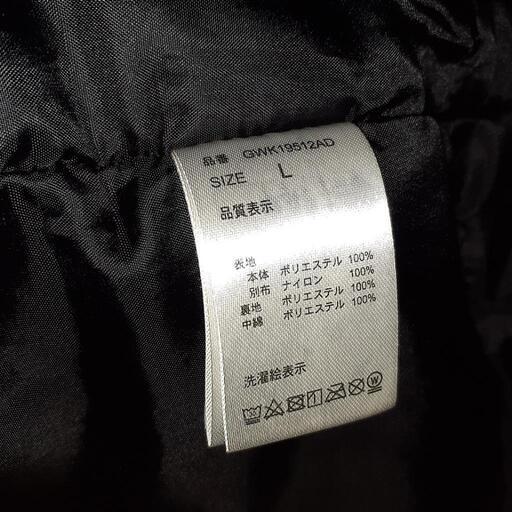 品番 GWK19512AD
SIZE L
品質表示
表地
本体 ポリエステル 100%
別布 ナイロン 100%
裏地 ポリエステル 100%
中綿 ポリエステル 100%
洗濯絵表示